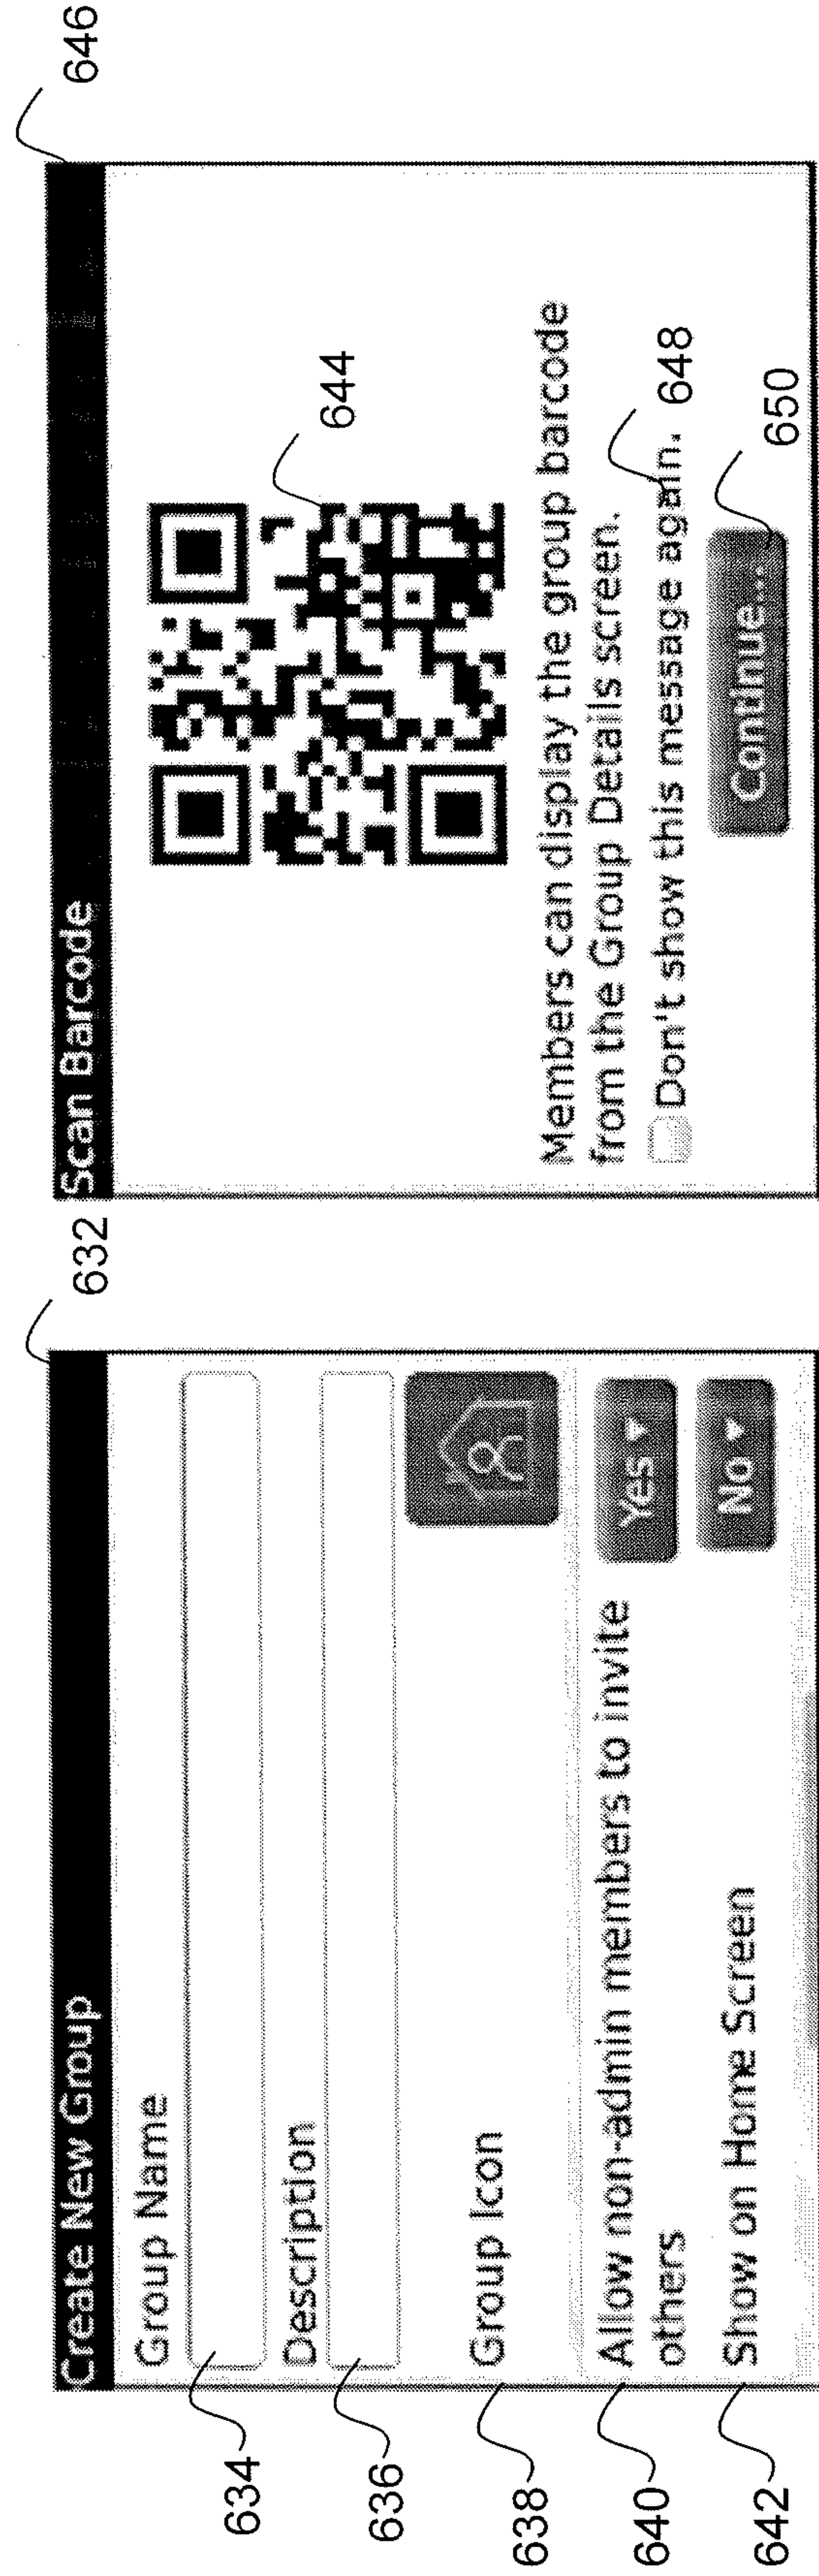 632
Create New Group
Group Name
634
Description
636
Group Icon
638
Allow non-admin members to invite
others
Yes
640
Show on Home Screen
No
642
646
Scan Barcode
644
Members can display the group barcode
from the Group Details screen.
Don't show this message again.
648
Continue...
650